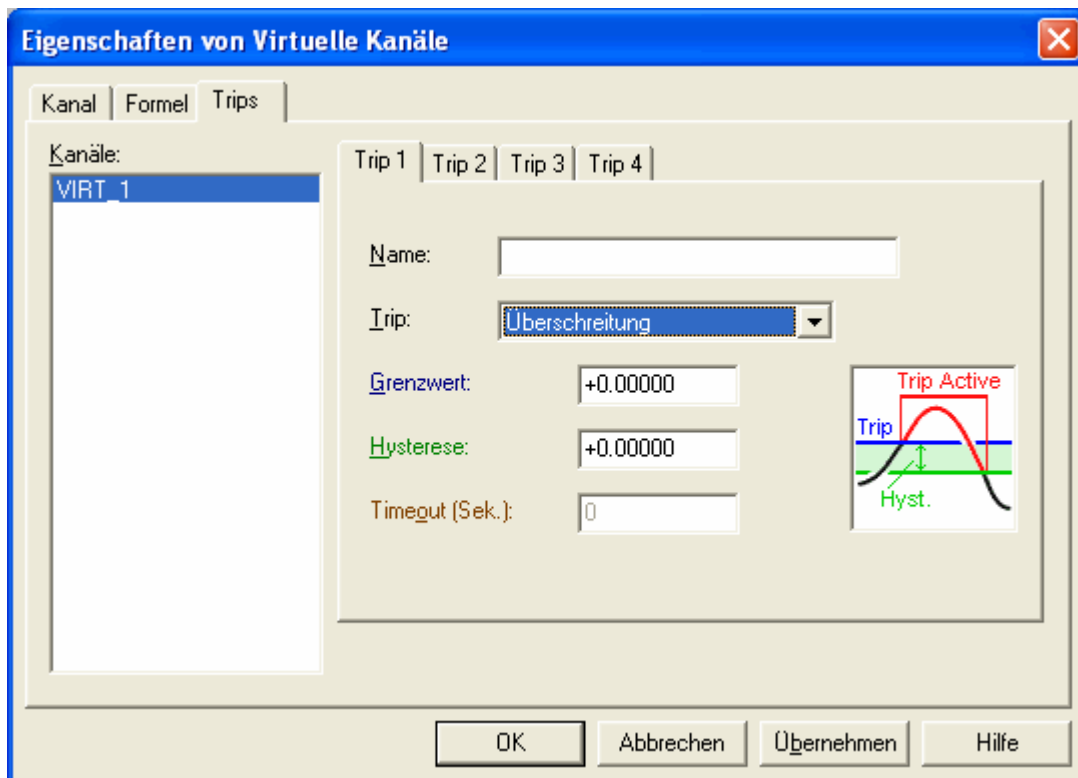 Eigenschaften von Virtuelle Kanäle
Kanal
Formel
Trips
Kanäle:
VIRT_1
Trip 1
Trip 2
Trip 3
Trip 4
Name:
Trip:
Überschreitung
Grenzwert:
+0.00000
Hysterese:
+0.00000
Timeout (Sek.):
0
Trip Active
Trip
Hyst.
OK
Abbrechen
Übernehmen
Hilfe